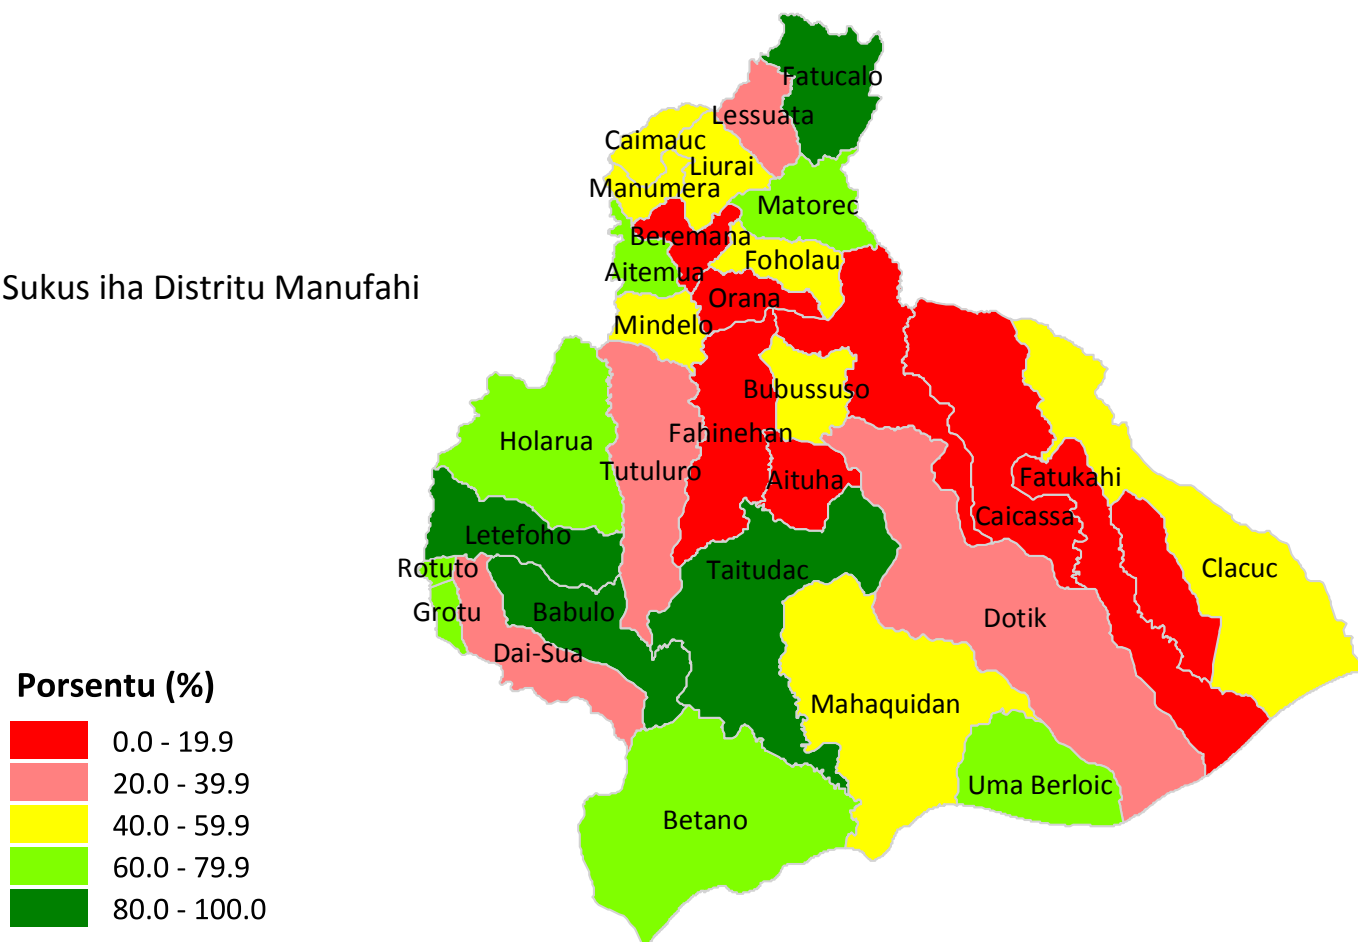 Fatucalo
Lessuata
Caimauc
Liurai
Manumera
Matorec
Beremana
Foholau
Aitemua
Sukus iha Distritu Manufahi
Orana
Mindelo
Bubussuso
Fahinehan
Holarua
Tutuluro
Aituha
Fatukahi
Caicassa
Letefoho
Rotuto
Taitudac
Clacuc
Grotu
Babulo
Dotik
Dai-Sua
Porsentu (%)
Mahaquidan
0.0 - 19.9
20.0 - 39.9
Uma Berloic
Betano
40.0 - 59.9
60.0 - 79.9
80.0 - 100.0